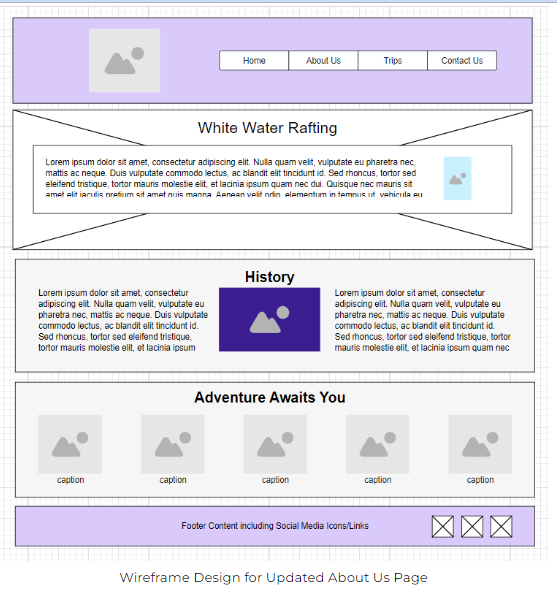 Home About Us Trips Contact Us
White Water Rafting
Lorem ipsum dolor sit amet, consectetur adipiscing elit. Nulla quam velit, vulputate eu pharetra nec,
mattis ac neque. Duis vulputate commodo lectus, ac blandit elit tincidunt id. Sed rhoncus, tortor sed
eleifend tristique, tortor mauris molestie elit, et lacinia ipsum quam nec dui. Quisque nec mauris sit
amet elit iaculis pretium sit amet quis magna. Aenean velit odio, elementum in tempus ut, vehicula eu
History
Lorem ipsum dolor sit amet, consectetur
adipiscing elit. Nulla quam velit, vulputate eu
pharetra nec, mattis ac neque. Duis vulputate
commodo lectus, ac blandit elit tincidunt id.
Sed rhoncus, tortor sed eleifend tristique,
tortor mauris molestie elit, et lacinia ipsum
Lorem ipsum dolor sit amet, consectetur
adipiscing elit. Nulla quam velit, vulputate eu
pharetra nec, mattis ac neque. Duis vulputate
commodo lectus, ac blandit elit tincidunt id.
Sed rhoncus, tortor sed eleifend tristique, tortor
mauris molestie elit, et lacinia ipsum quam nec
Adventure Awaits You
caption caption caption caption caption
Footer Content including Social Media Icons/Links
Wireframe Design for Updated About Us Page